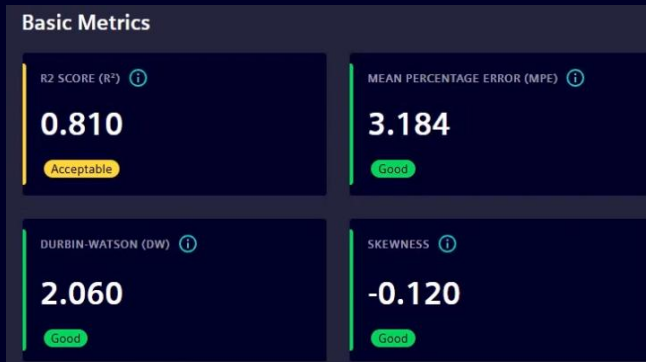 Basic Metrics
R2 SCORE (R²)
0.810
Acceptable
MEAN PERCENTAGE ERROR (MPE)
3.184
Good
DURBIN-WATSON (DW)
2.060
Good
SKEWNESS
-0.120
Good